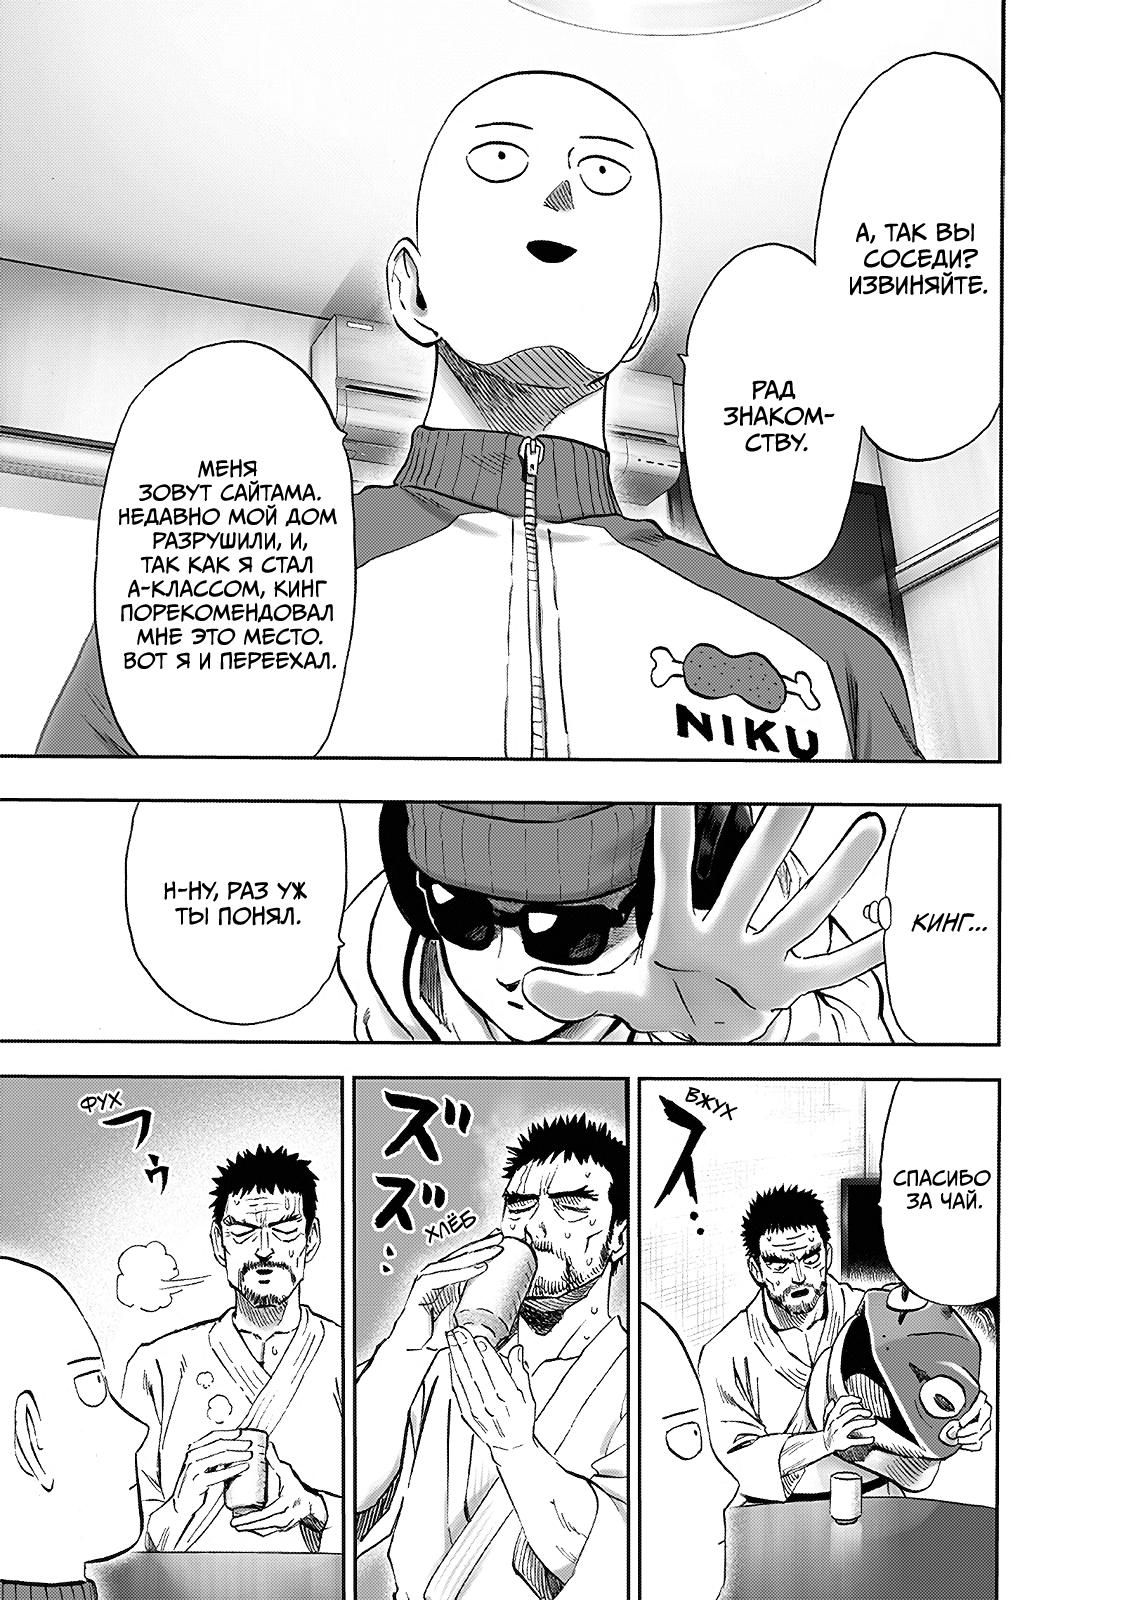 А, ТАК ВЫ
СОСЕДИ?
ИЗВИНЯЙТЕ.
РАД
ЗНАКОМ-
СТВУ.
МЕНЯ
ЗОВУТ САЙТАМА.
НЕДАВНО МОЙ ДОМ
РАЗРУШИЛИ, И,
ТАК КАК Я СТАЛ
А-КЛАССОМ, КИНГ
ПОРЕКОМЕНДОВАЛ
МНЕ ЭТО МЕСТО.
ВОТ Я И ПЕРЕЕХАЛ.
NIKU
КИНГ...
Н-НУ, РАЗ УЖ
ТЫ ПОНЯЛ.
СПАСИБО
ЗА ЧАЙ.
ВЖУХ
ス...
ズズ...
ХЛЁБ
ФУХ
フゥ